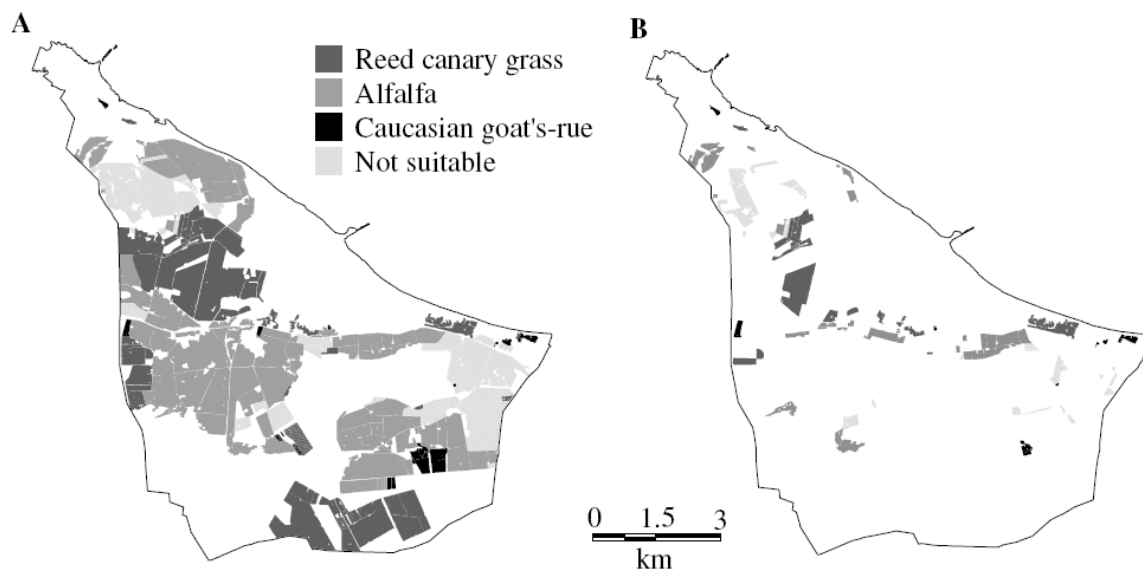 A
Reed canary grass
Alfalfa
Caucasian goat's-rue
Not suitable
B
0 1.5 3
km